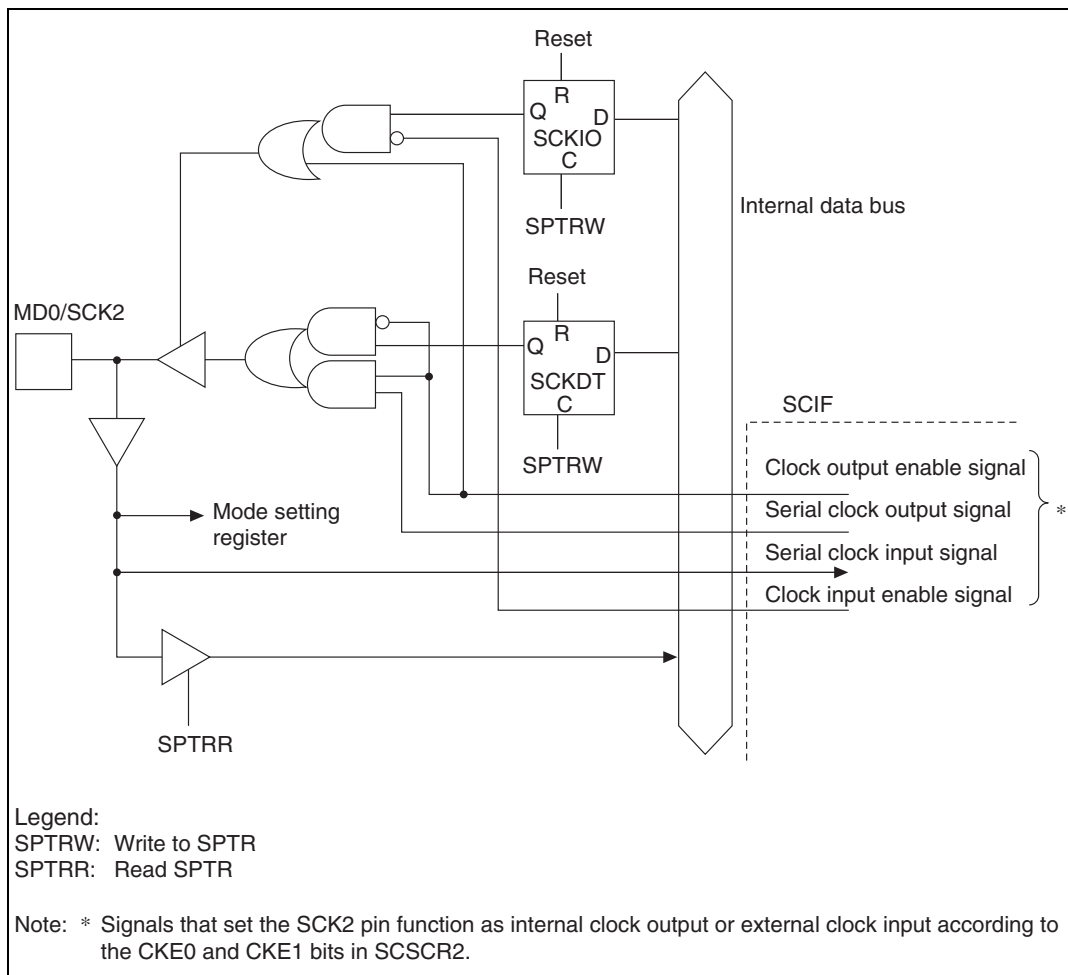 Reset
R
Q
D
SCKIO
C
SPTRW
Internal data bus
Reset
MD0/SCK2
R
Q
D
SCKDT
C
SPTRW
SCIF
Clock output enable signal
Serial clock output signal
*
Mode setting
register
Serial clock input signal
Clock input enable signal
SPTRR
Legend:
SPTRW: Write to SPTR
SPTRR: Read SPTR
Note: * Signals that set the SCK2 pin function as internal clock output or external clock input according to
the CKE0 and CKE1 bits in SCSCR2.